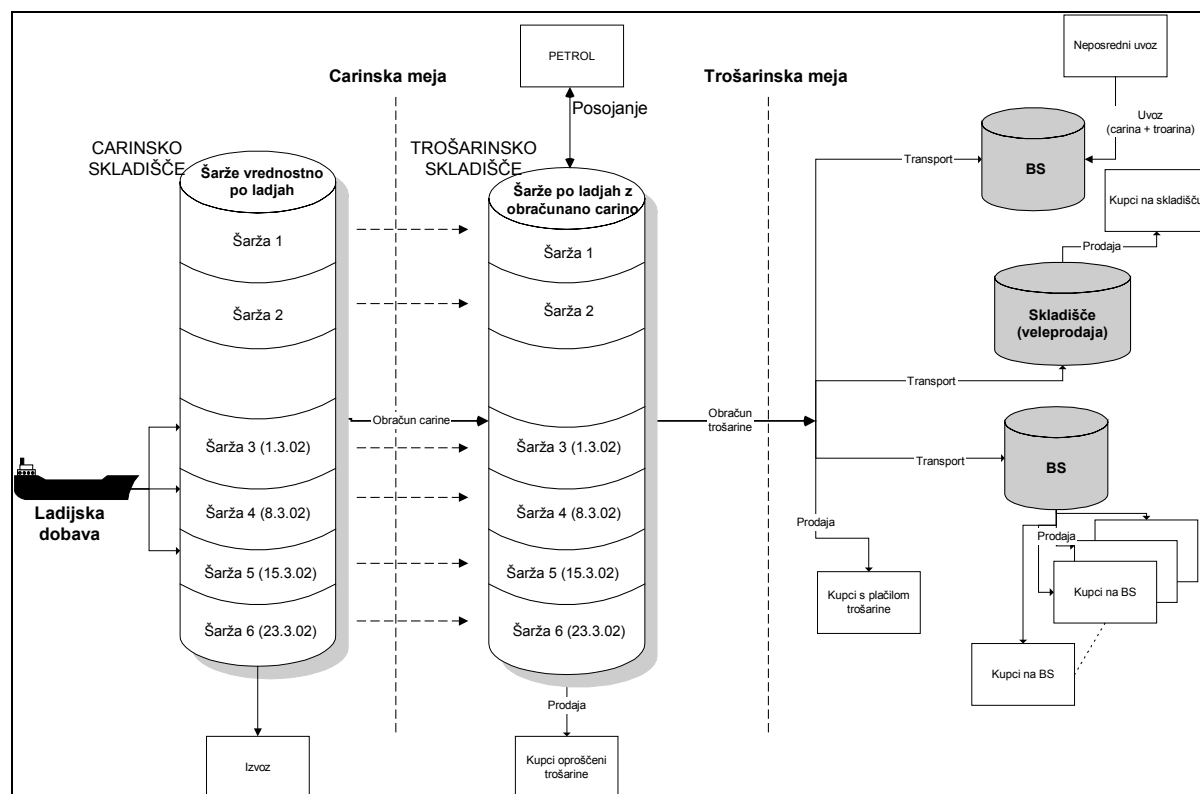 PETROL
Neposredni uvoz
Carinska meja
Trošarinska meja
Posojanje
Uvoz
(carina + troarina)
CARINSKO
SKLADIŠČE
TROŠARINSKO
SKLADIŠČE
Transport
BS
Šarže vrednostno
po ladjah
Šarže po ladjah z
obračunano carino
Kupci na skladišču
Šarža 1
Šarža 1
Prodaja
Šarža 2
Šarža 2
Skladišče
(veleprodaja)
Transport
Obračun carine
Obračun
trošarine
Šarža 3 (1.3.02)
Šarža 3 (1.3.02)
Transport
BS
Ladijska
dobava
Šarža 4 (8.3.02)
Šarža 4 (8.3.02)
Prodaja
Prodaja
Šarža 5 (15.3.02)
Šarža 5 (15.3.02)
Kupci s plačilom
trošarine
Kupci na BS
Šarža 6 (23.3.02)
Šarža 6 (23.3.02)
Kupci na BS
Prodaja
Izvoz
Kupci oproščeni
trošarine